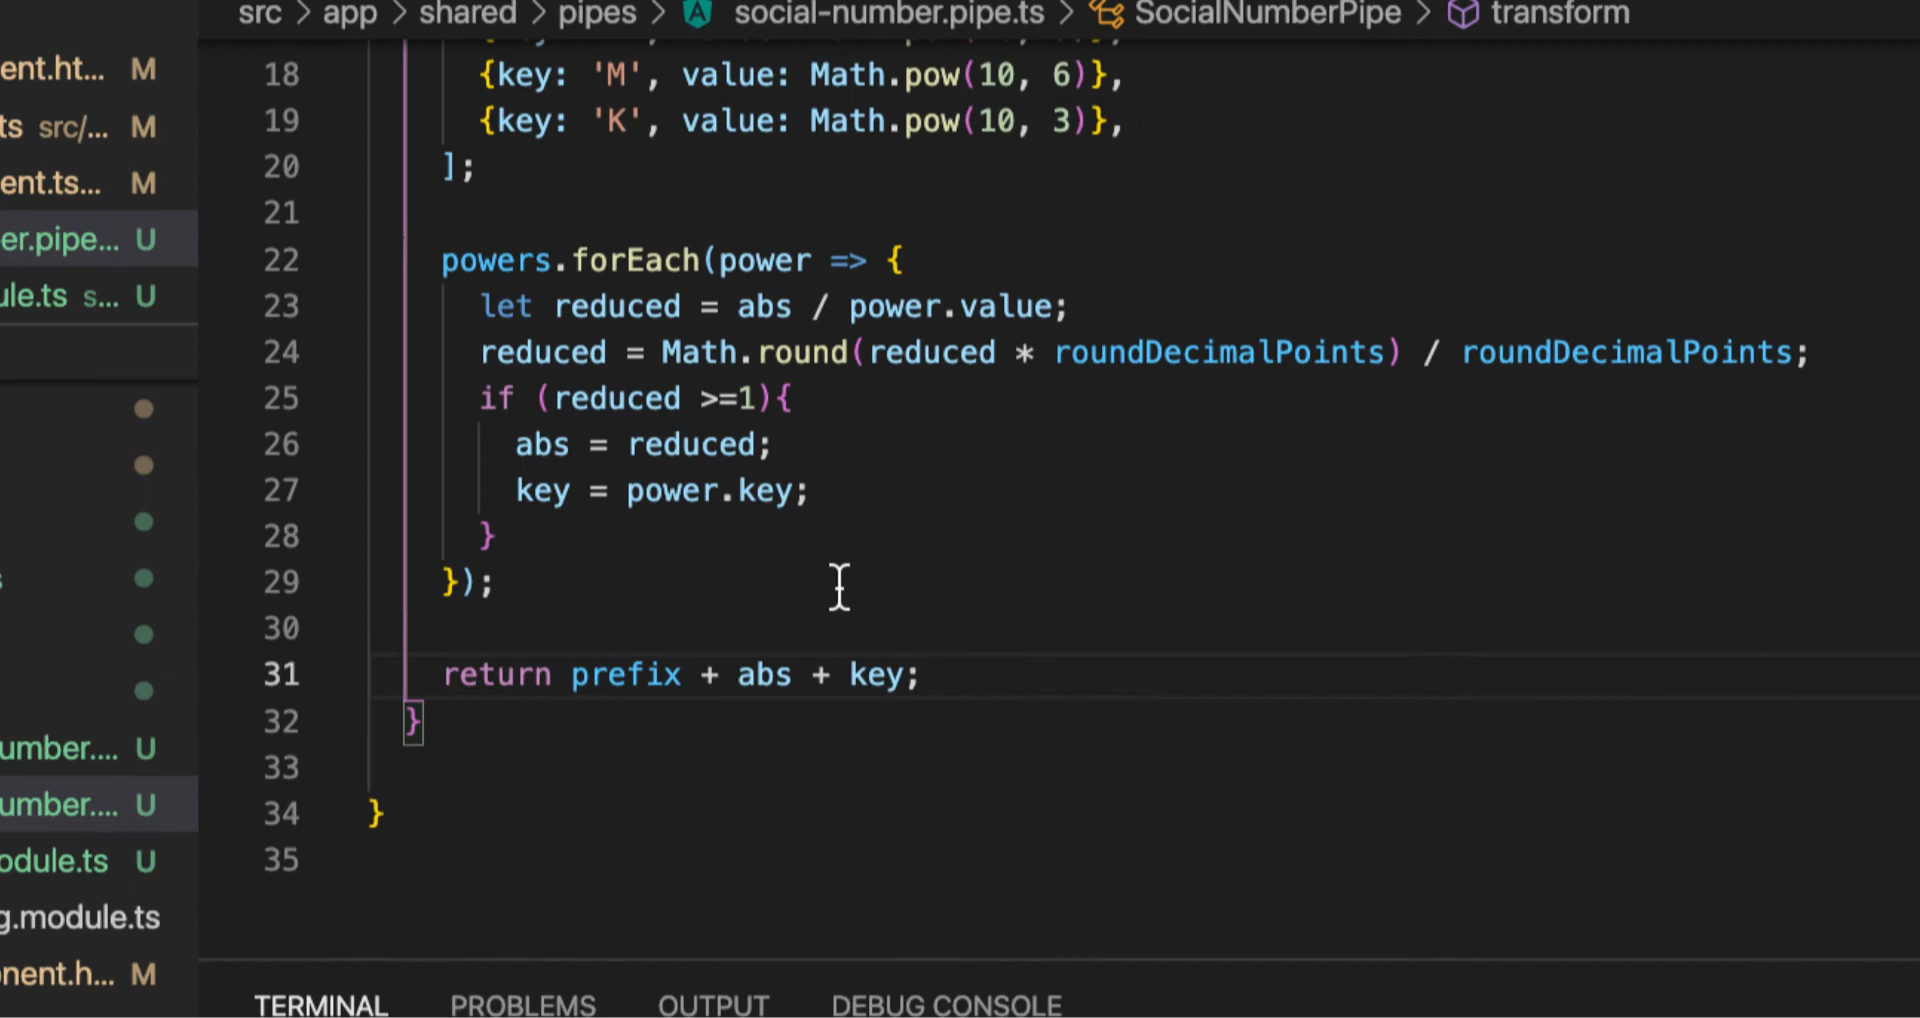 src > app > shared > pipes > social-number.pipe.ts > SocialNumberPipe > transform
ent.ht... M
ts src/... M
ent.ts... M
er.pipe... U
ule.ts s... U
umber.... U
umber.... U
odule.ts U
g.module.ts
nent.h... M
18 {key: 'M', value: Math.pow(10, 6)},
19 {key: 'K', value: Math.pow(10, 3)},
20 ];
21
22 powers.forEach(power => {
23 let reduced = abs / power.value;
24 reduced = Math.round(reduced * roundDecimalPoints) / roundDecimalPoints;
25 if (reduced >=1){
26 abs = reduced;
27 key = power.key;
28 }
29 });
30
31 return prefix + abs + key;
32 }
33
34 }
35
TERMINAL PROBLEMS OUTPUT DEBUG CONSOLE